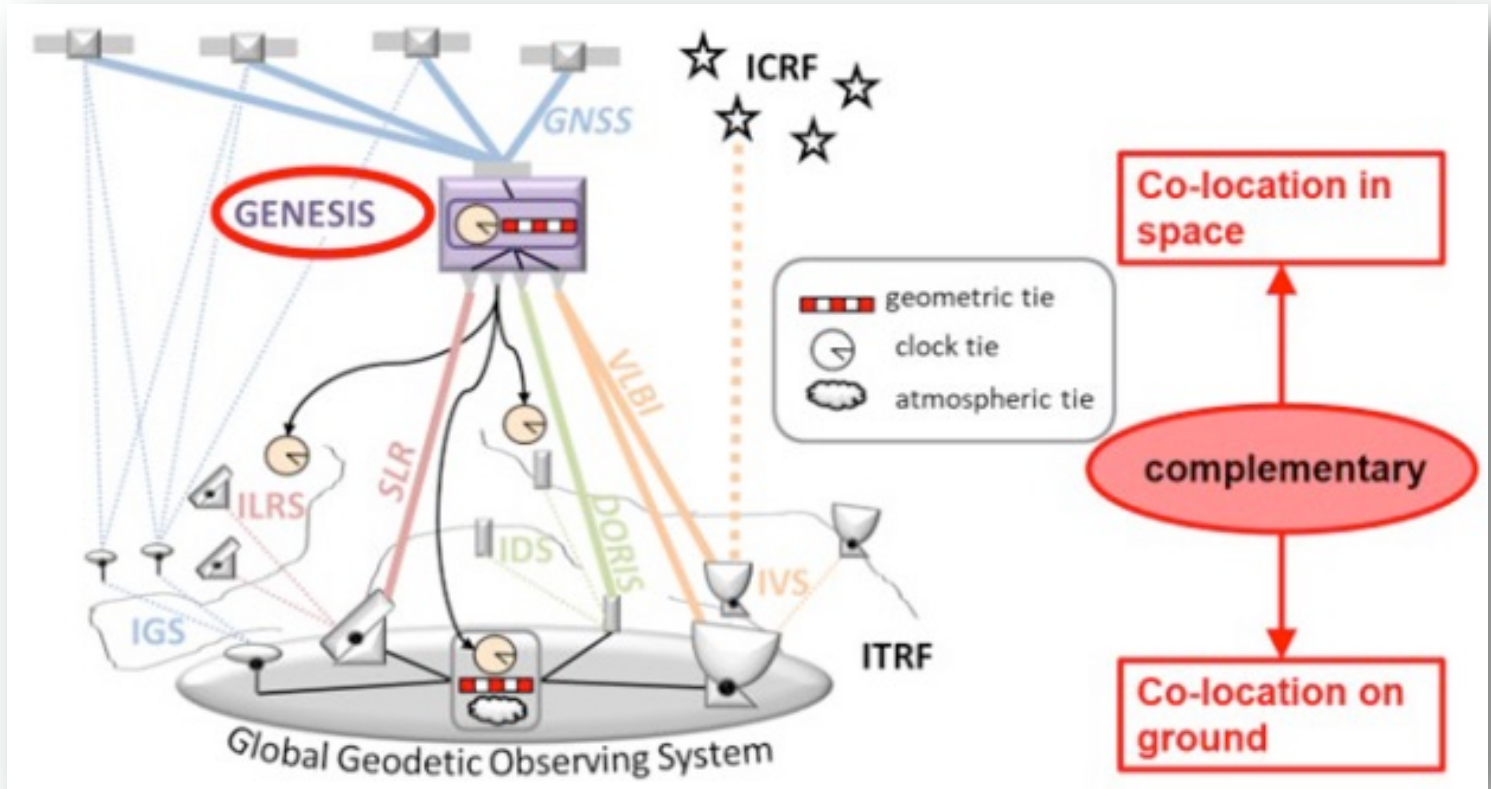 ICRF
GNSS
GENESIS
Co-location in
space
geometric tie
clock tie
atmospheric tie
VLBI
SLR
complementary
ILRS
DORIS
IDS
IVS
IGS
ITRF
Co-location on
ground
Global Geodetic Observing System